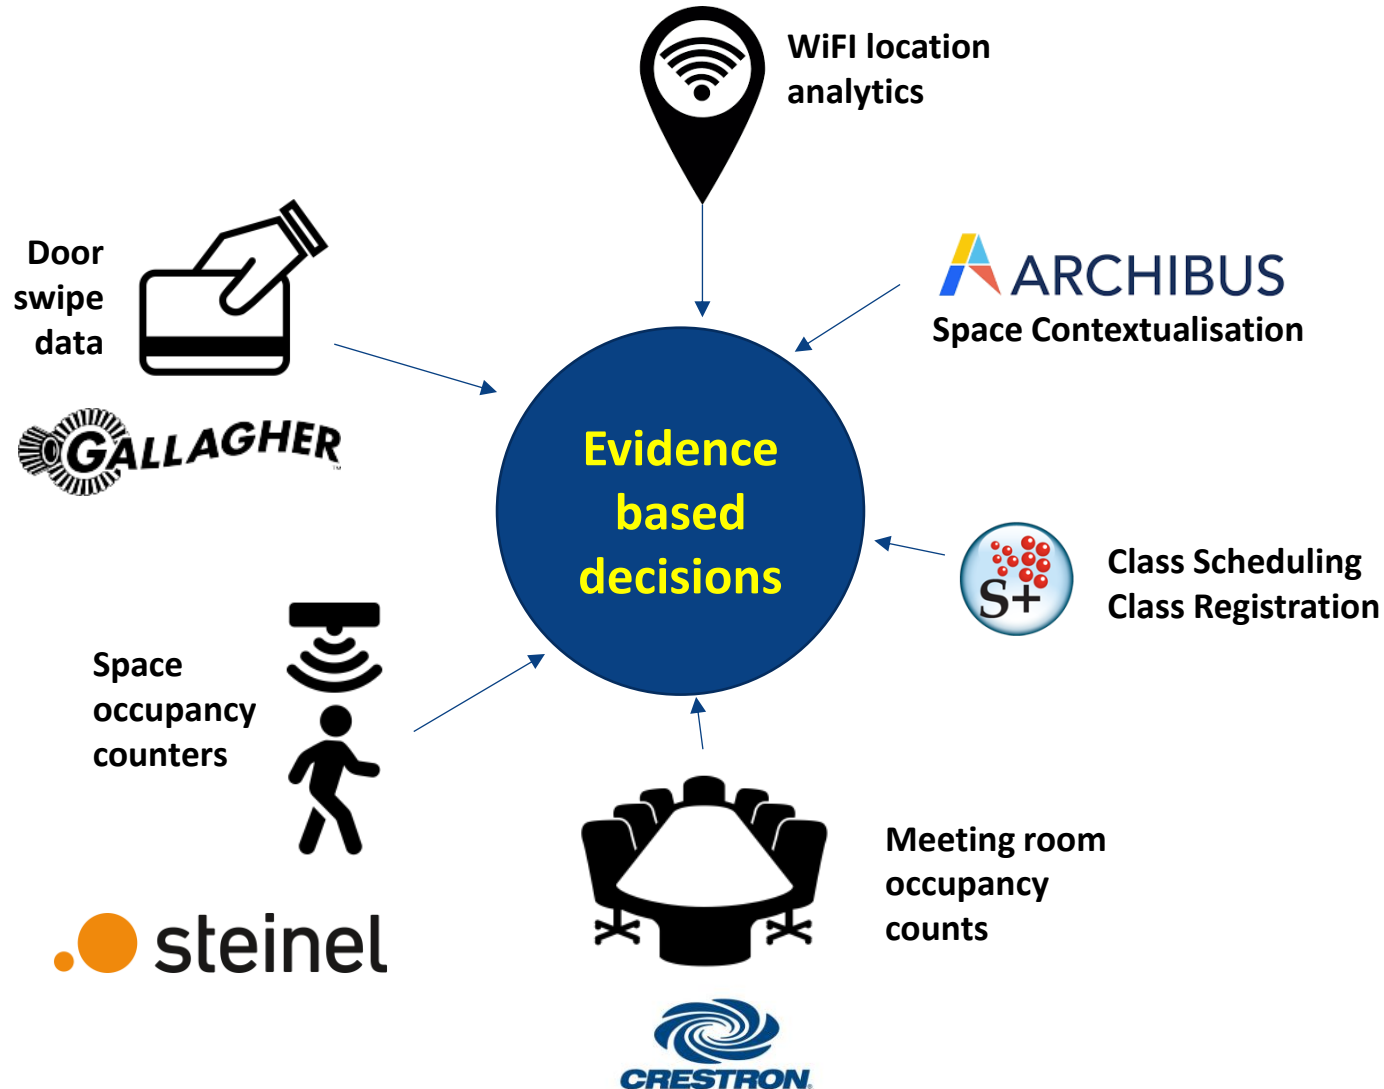 WiFI location
analytics
Door
swipe
data
GALLAGHER
TM
ARCHIBUS
Space Contextualisation
Evidence
based
decisions
S+
Class Scheduling
Class Registration
Space
occupancy
counters
steinel
Meeting room
occupancy
counts
CRESTRON